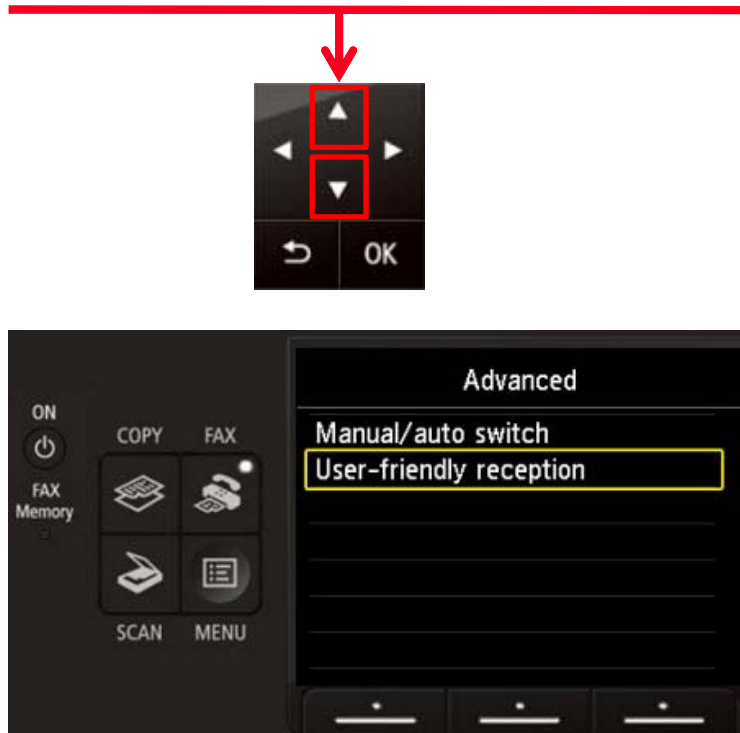 OK
Advanced
ON
COPY FAX
Manual/auto switch
User-friendly reception
FAX
Memory
SCAN MENU